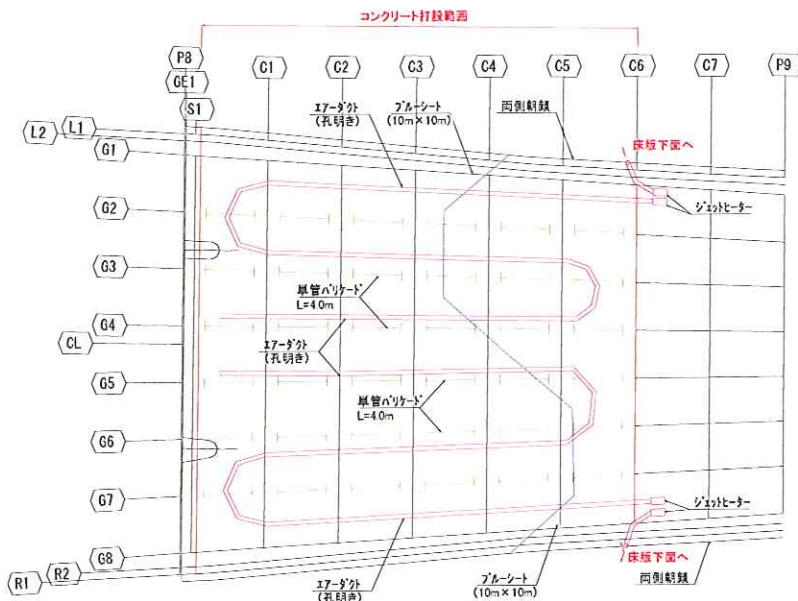 コンクリート打設範囲
P8
GE1
S1
C1
C2
C3
C4
C5
C6
C7
P9
エアーダクト
(孔明き)
ブルーシート
(10m×10m)
両側朝顔
床版下面へ
L2
L1
G1
ジェットヒーター
G2
G3
単管バリケード
L=4.0m
G4
エアーダクト
(孔明き)
CL
G5
単管バリケード
L=4.0m
G6
G7
ジェットヒーター
G8
R2
R1
床版下面へ
エアーダクト
(孔明き)
ブルーシート
(10m×10m)
両側朝顔